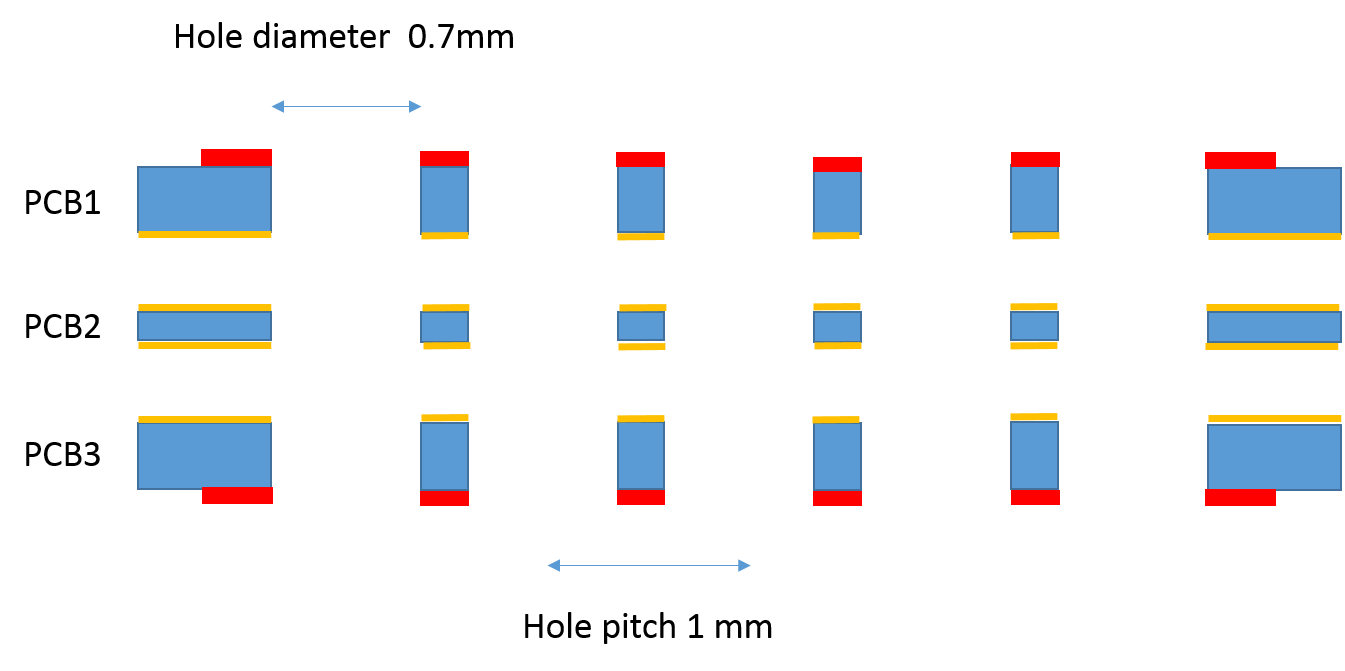 Hole diameter  0.7mm
PCB1
PCB2
PCB3
Hole pitch 1 mm